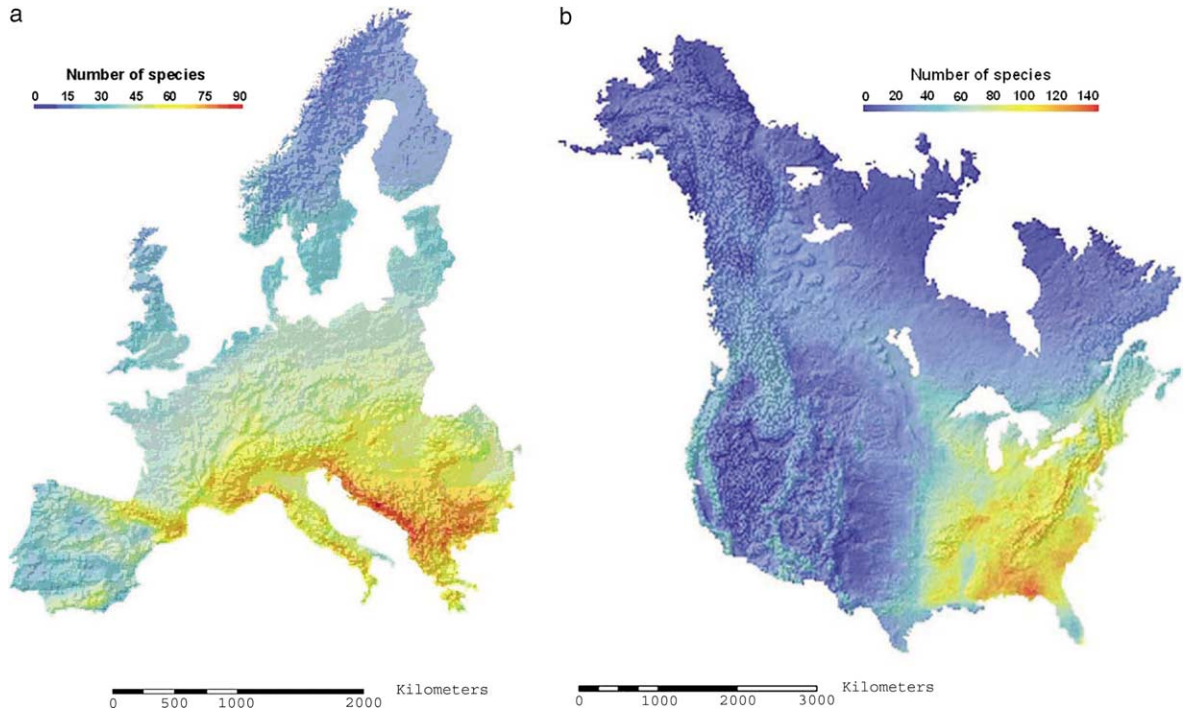 a
Number of species
0 15 30 45 60 75 90
0 500 1000 2000
Kilometers
b
Number of species
0 20 40 60 80 100 120 140
0 1000 2000 3000
Kilometers